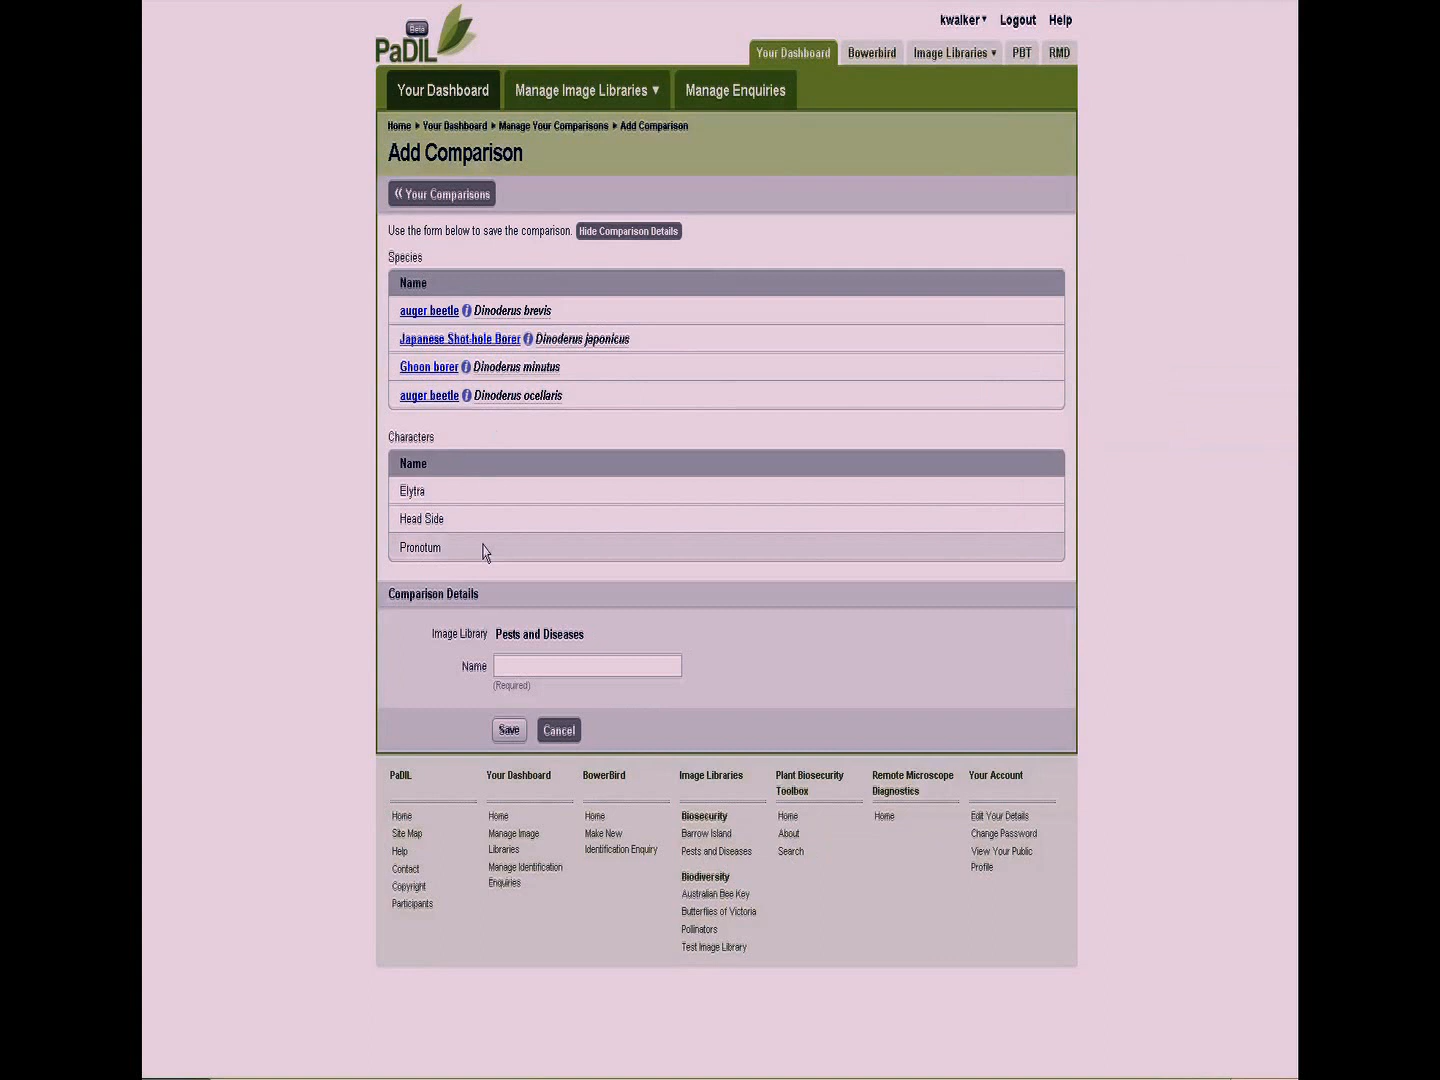 kwalker ▾ Logout Help
Beta
PaDIL
Your Dashboard Bowerbird Image Libraries ▾ PBT RMD
Your Dashboard Manage Image Libraries ▾ Manage Enquiries
Home ▸ Your Dashboard ▸ Manage Your Comparisons ▸ Add Comparison
Add Comparison
« Your Comparisons
Use the form below to save the comparison. Hide Comparison Details
Species
Name
auger beetle i Dinoderus brevis
Japanese Shot-hole Borer i Dinoderus japonicus
Ghoon borer i Dinoderus minutus
auger beetle i Dinoderus ocellaris
Characters
Name
Elytra
Head Side
Pronotum
Comparison Details
Image Library Pests and Diseases
Name
(Required)
Save Cancel
PaDIL
Home
Site Map
Help
Contact
Copyright
Participants
Your Dashboard
Home
Manage Image
Libraries
Manage Identification
Enquiries
BowerBird
Home
Make New
Identification Enquiry
Image Libraries
Biosecurity
Barrow Island
Pests and Diseases
Biodiversity
Australian Bee Key
Butterflies of Victoria
Pollinators
Test Image Library
Plant Biosecurity
Toolbox
Home
About
Search
Remote Microscope
Diagnostics
Home
Your Account
Edit Your Details
Change Password
View Your Public
Profile